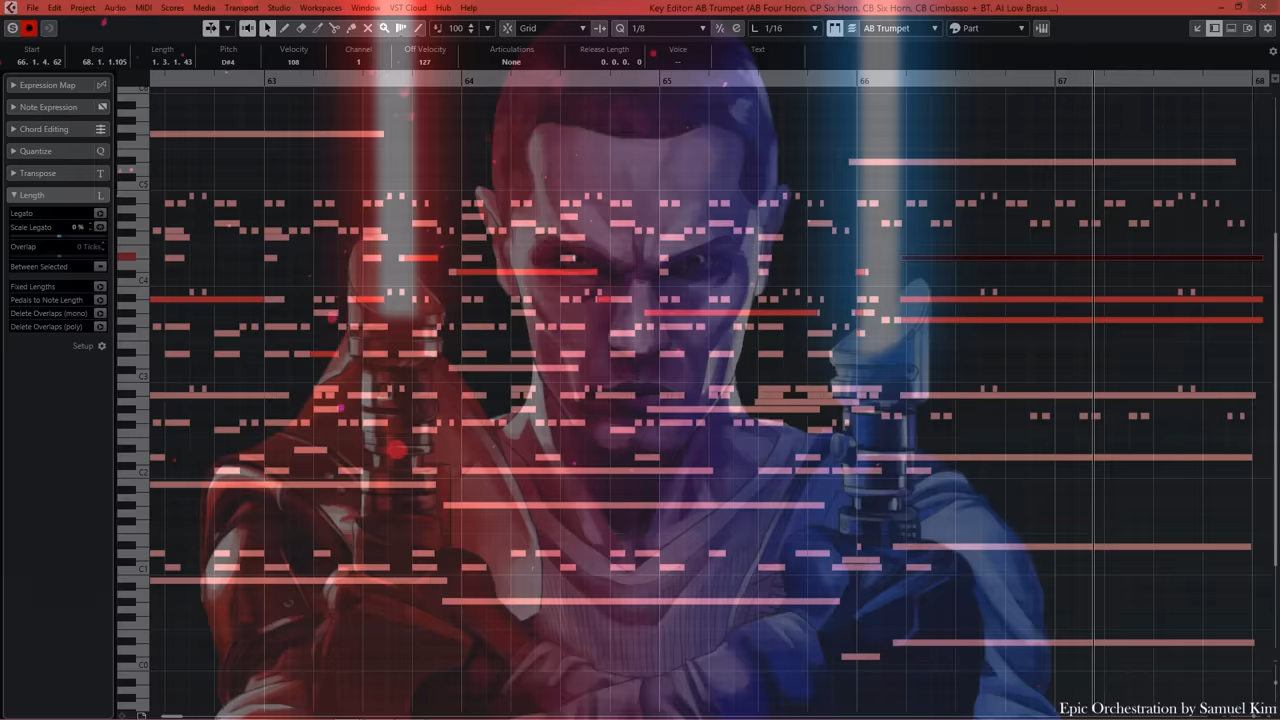 File Edit Project Audio MIDI Scores Media Transport Studio Workspaces Window VST Cloud Hub Help
Key Editor: AB Trumpet (AB Four Horn, CP Six Horn, CB Six Horn, CB Cimbasso + BT, AI Low Brass ...)
S 100 Grid Q 1/8 L 1/16 AB Trumpet Part
Start End Length Pitch Velocity Channel Off Velocity Articulations Release Length Voice Text
66. 1. 4. 62 68. 1. 1.105 1. 3. 1. 43 D#4 108 1 127 None 0. 0. 0. 0 --
63 64 65 66 67 68
Expression Map
Note Expression
Chord Editing
Quantize Q
Transpose T
Length L
Legato
Scale Legato 0 %
Overlap 0 Ticks
Between Selected
Fixed Lengths
Pedals to Note Length
Delete Overlaps (mono)
Delete Overlaps (poly)
Setup
C5
C4
C3
C2
C1
C0
Epic Orchestration by Samuel Kim